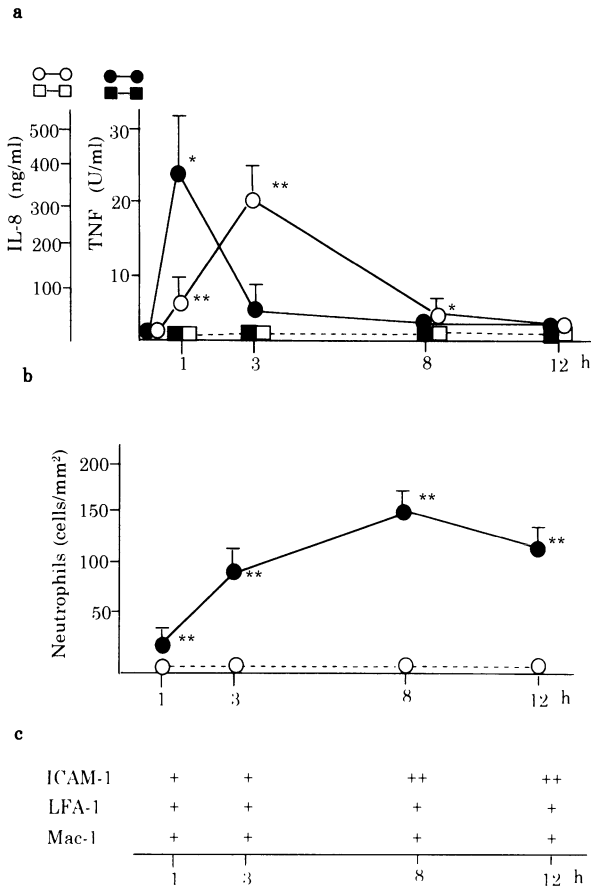 a
IL-8 (ng/ml)
500
400
300
200
100
TNF (U/ml)
30
20
10
*
**
**
*
1
3
8
12
h
b
Neutrophils (cells/mm²)
200
150
100
50
**
**
**
**
1
3
8
12
h
c
ICAM-1 + + ++ ++
LFA-1 + + + +
Mac-1 + + + +
1 3 8 12 h